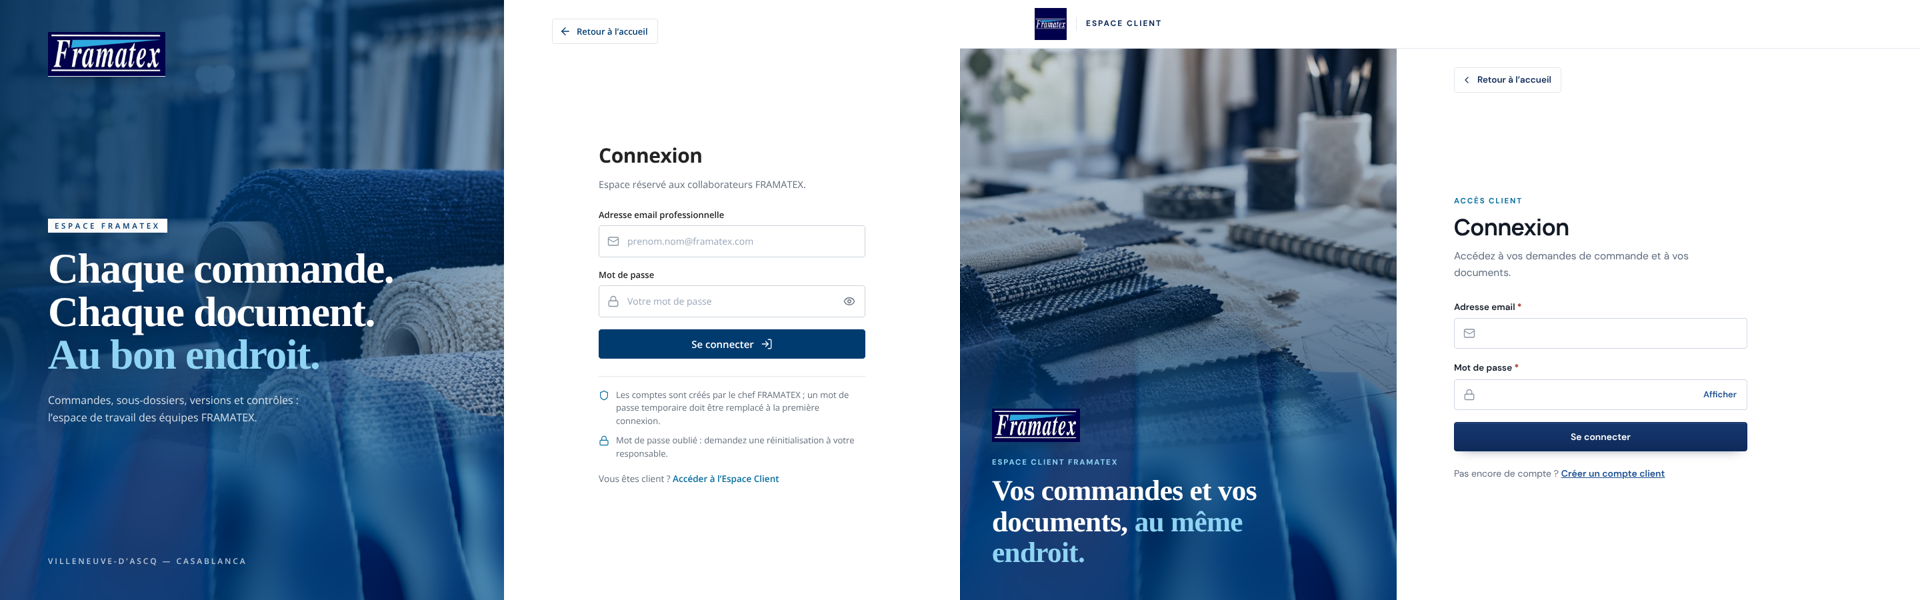 Framatex
ESPACE FRAMATEX
Chaque commande.
Chaque document.
Au bon endroit.
Commandes, sous-dossiers, versions et contrôles :
l’espace de travail des équipes FRAMATEX.
VILLENEUVE-D’ASCQ — CASABLANCA
Retour à l’accueil
Connexion
Espace réservé aux collaborateurs FRAMATEX.
Adresse email professionnelle
prenom.nom@framatex.com
Mot de passe
Votre mot de passe
Se connecter
Les comptes sont créés par le chef FRAMATEX ; un mot de
passe temporaire doit être remplacé à la première
connexion.
Mot de passe oublié : demandez une réinitialisation à votre
responsable.
Vous êtes client ? Accéder à l’Espace Client
Framatex
ESPACE CLIENT
Framatex
ESPACE CLIENT FRAMATEX
Vos commandes et vos
documents, au même
endroit.
Retour à l’accueil
ACCÈS CLIENT
Connexion
Accédez à vos demandes de commande et à vos
documents.
Adresse email *
Mot de passe *
Afficher
Se connecter
Pas encore de compte ? Créer un compte client